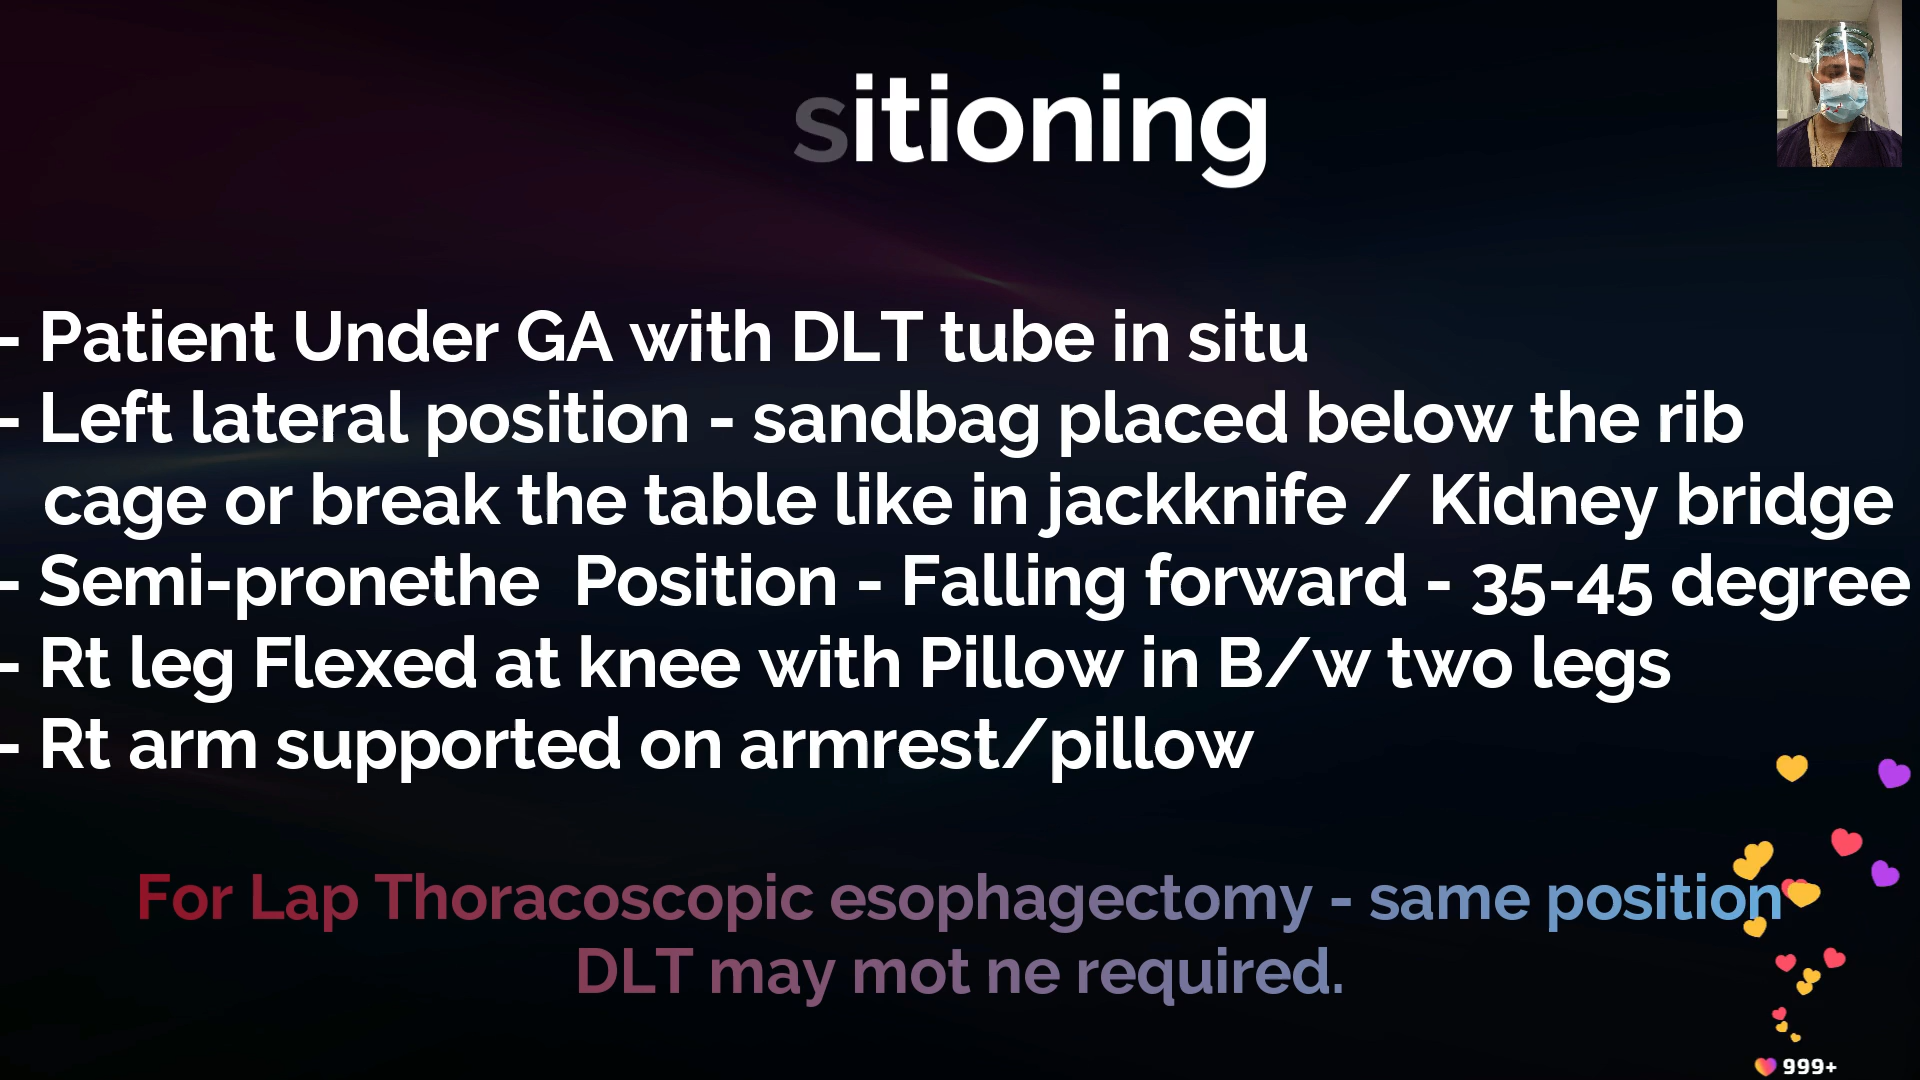 sitioning
- Patient Under GA with DLT tube in situ
- Left lateral position - sandbag placed below the rib
cage or break the table like in jackknife / Kidney bridge
- Semi-pronethe  Position - Falling forward - 35-45 degree
- Rt leg Flexed at knee with Pillow in B/w two legs
- Rt arm supported on armrest/pillow
For Lap Thoracoscopic esophagectomy - same position
DLT may mot ne required.
999+